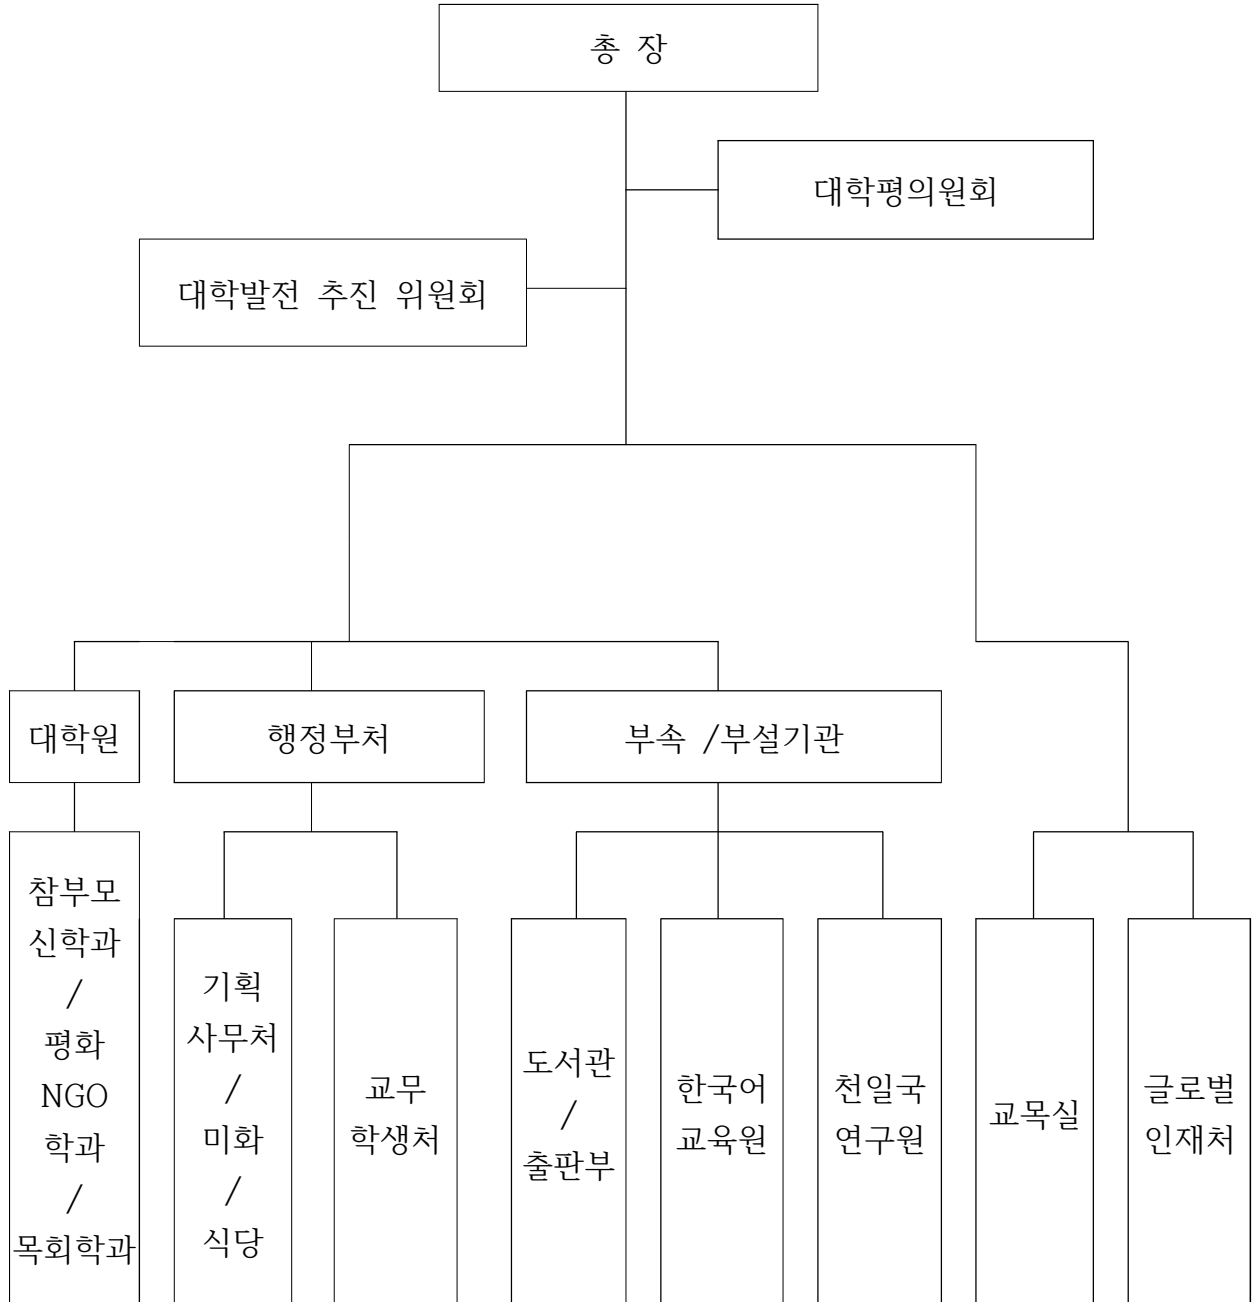 총 장
대학평의원회
대학발전 추진 위원회
대학원
행정부처
부속 /부설기관
참부모
신학과
/
평화
NGO
학과
/
목회학과
기획
사무처
/
미화
/
식당
교무
학생처
도서관
/
출판부
한국어
교육원
천일국
연구원
교목실
글로벌
인재처